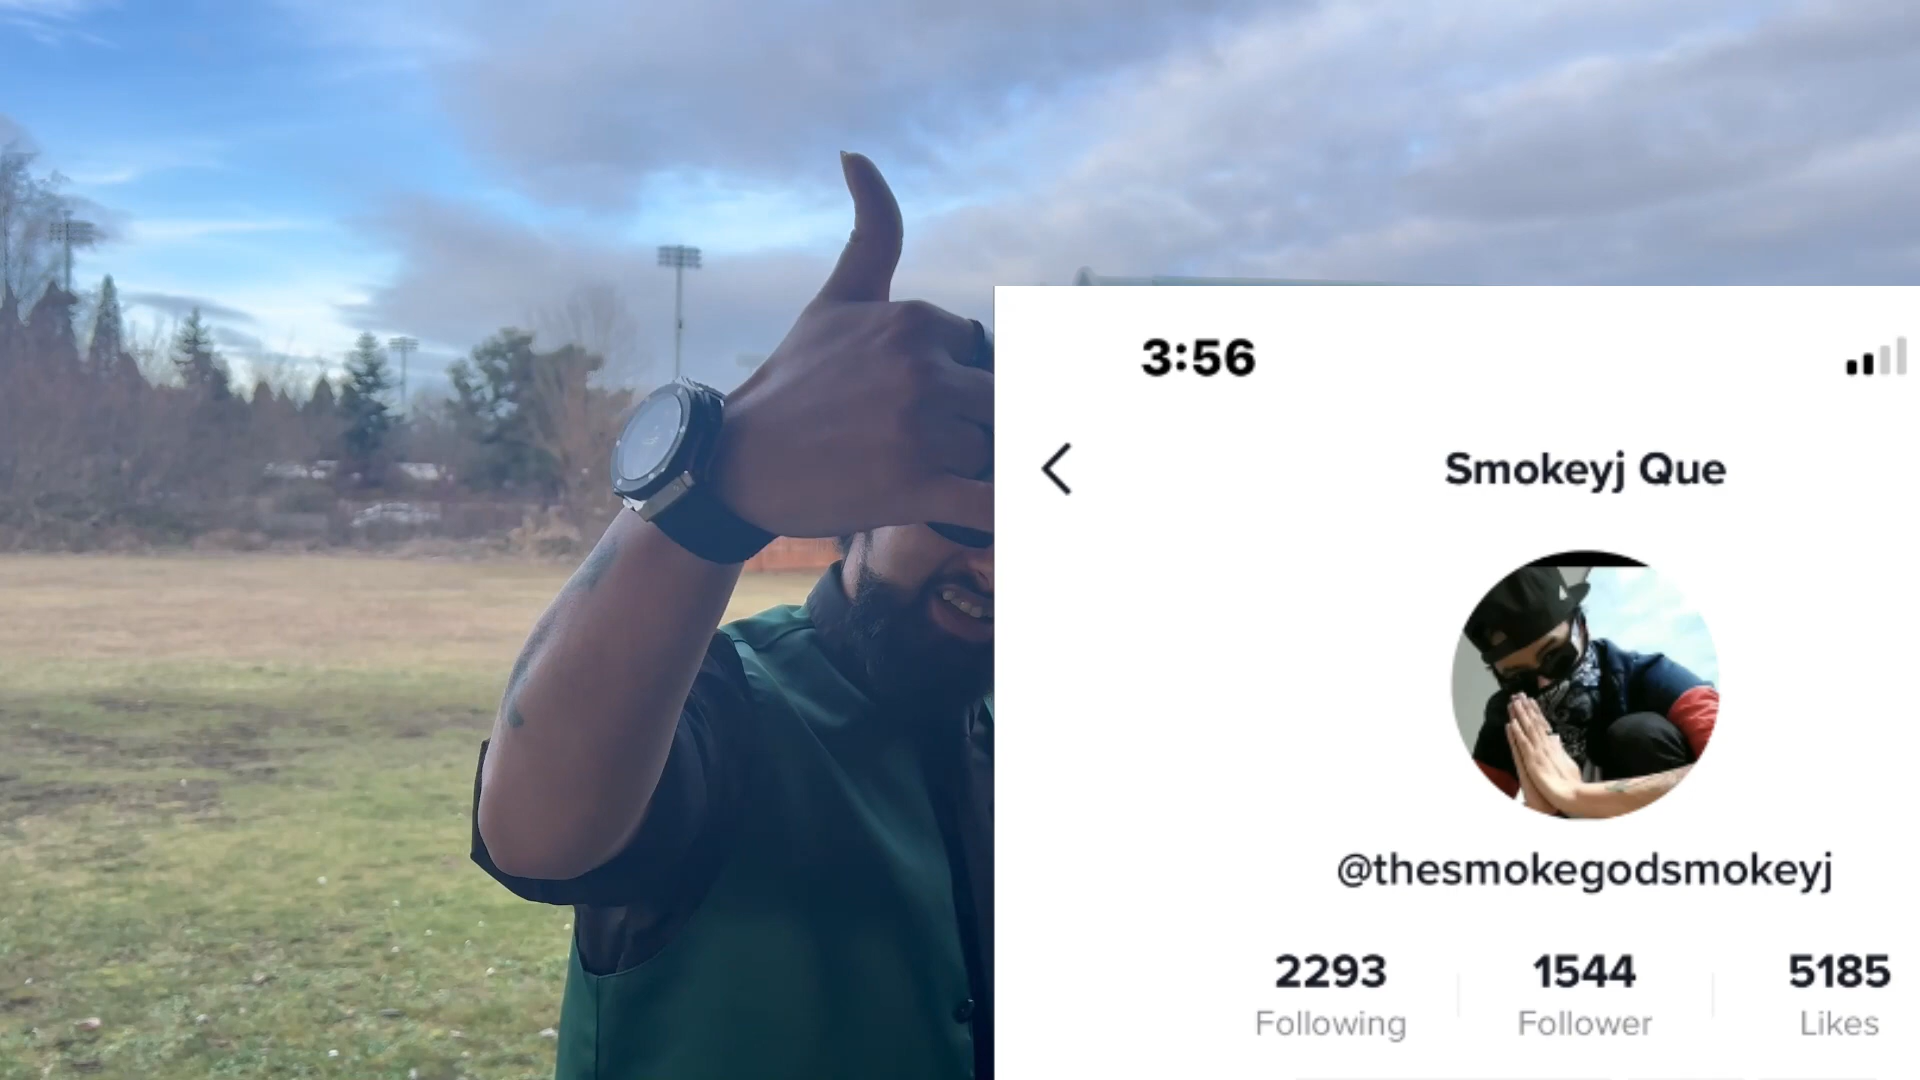 3:56
Smokeyj Que
@thesmokegodsmokeyj
2293 1544 5185
Following Follower Likes